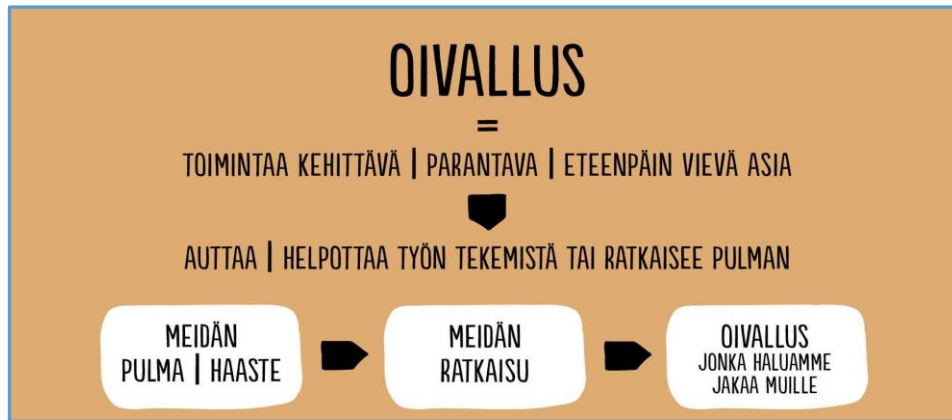 OIVALLUS
=
TOIMINTAA KEHITTÄVÄ | PARANTAVA | ETEENPÄIN VIEVÄ ASIA
AUTTAA | HELPOTTAA TYÖN TEKEMISTÄ TAI RATKAISEE PULMAN
MEIDÄN
PULMA | HAASTE
MEIDÄN
RATKAISU
OIVALLUS
JONKA HALUAMME
JAKAA MUILLE